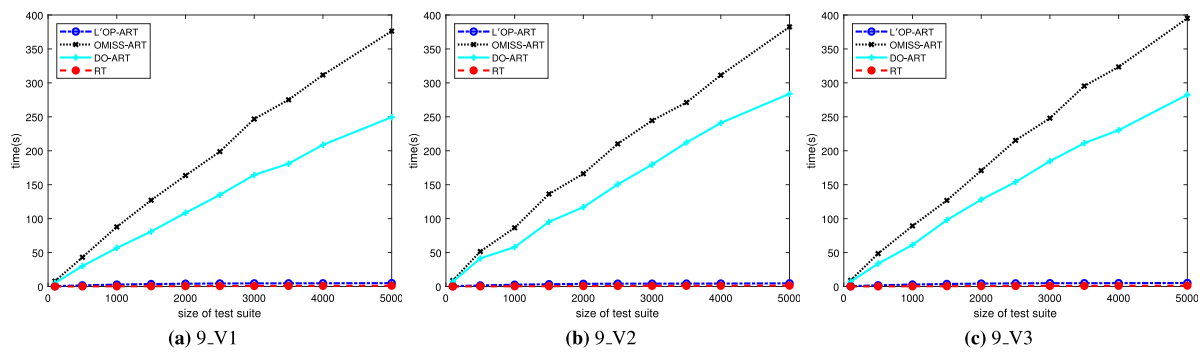 400
350
300
250
200
150
100
50
0
time(s)
L'OP-ART
OMISS-ART
DO-ART
RT
0 1000 2000 3000 4000 5000
size of test suite
(a) 9_V1
400
350
300
250
200
150
100
50
0
time(s)
L'OP-ART
OMISS-ART
DO-ART
RT
0 1000 2000 3000 4000 5000
size of test suite
(b) 9_V2
400
350
300
250
200
150
100
50
0
time(s)
L'OP-ART
OMISS-ART
DO-ART
RT
0 1000 2000 3000 4000 5000
size of test suite
(c) 9_V3